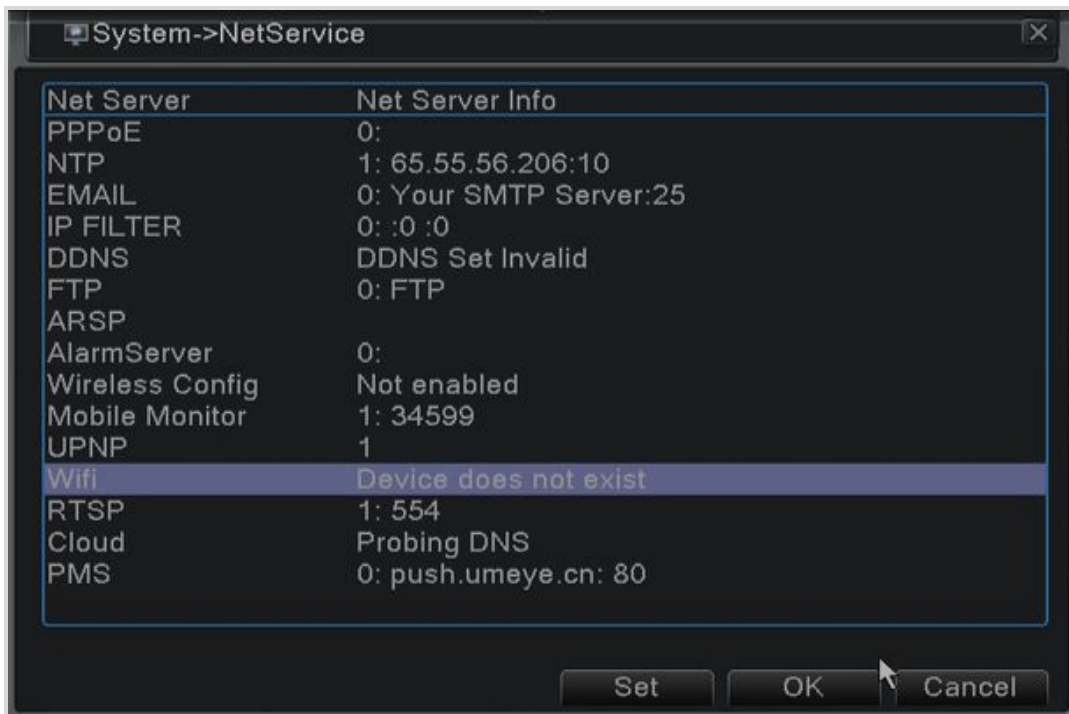 System->NetService
Net Server Net Server Info
PPPoE 0:
NTP 1: 65.55.56.206:10
EMAIL 0: Your SMTP Server:25
IP FILTER 0: :0 :0
DDNS DDNS Set Invalid
FTP 0: FTP
ARSP
AlarmServer 0:
Wireless Config Not enabled
Mobile Monitor 1: 34599
UPNP 1
Wifi Device does not exist
RTSP 1: 554
Cloud Probing DNS
PMS 0: push.umeye.cn: 80
Set OK Cancel